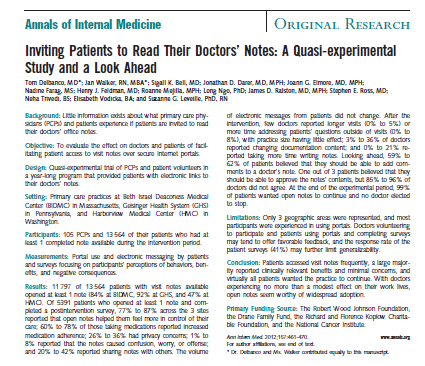 Annals of Internal Medicine
ORIGINAL RESEARCH
Inviting Patients to Read Their Doctors' Notes: A Quasi-experimental
Study and a Look Ahead
Tom Delbanco, MD*; Jan Walker, RN, MBA*; Sigall K. Bell, MD; Jonathan D. Darer, MD, MPH; Joann G. Elmore, MD, MPH;
Nadine Farag, MS; Henry J. Feldman, MD; Roanne Mejilla, MPH; Long Ngo, PhD; James D. Ralston, MD, MPH; Stephen E. Ross, MD;
Neha Trivedi, BS; Elisabeth Vodicka, BA; and Suzanne G. Leveille, PhD, RN
Background: Little information exists about what primary care phy-
sicians (PCPs) and patients experience if patients are invited to read
their doctors' office notes.
Objective: To evaluate the effect on doctors and patients of facil-
itating patient access to visit notes over secure Internet portals.
Design: Quasi-experimental trial of PCPs and patient volunteers in
a year-long program that provided patients with electronic links to
their doctors' notes.
Setting: Primary care practices at Beth Israel Deaconess Medical
Center (BIDMC) in Massachusetts, Geisinger Health System (GHS)
in Pennsylvania, and Harborview Medical Center (HMC) in
Washington.
Participants: 105 PCPs and 13 564 of their patients who had at
least 1 completed note available during the intervention period.
Measurements: Portal use and electronic messaging by patients
and surveys focusing on participants' perceptions of behaviors, ben-
efits, and negative consequences.
Results: 11 797 of 13 564 patients with visit notes available
opened at least 1 note (84% at BIDMC, 92% at GHS, and 47% at
HMC). Of 5391 patients who opened at least 1 note and com-
pleted a postintervention survey, 77% to 87% across the 3 sites
reported that open notes helped them feel more in control of their
care; 60% to 78% of those taking medications reported increased
medication adherence; 26% to 36% had privacy concerns; 1% to
8% reported that the notes caused confusion, worry, or offense;
and 20% to 42% reported sharing notes with others. The volume
of electronic messages from patients did not change. After the
intervention, few doctors reported longer visits (0% to 5%) or
more time addressing patients' questions outside of visits (0% to
8%), with practice size having little effect; 3% to 36% of doctors
reported changing documentation content; and 0% to 21% re-
ported taking more time writing notes. Looking ahead, 59% to
62% of patients believed that they should be able to add com-
ments to a doctor's note. One out of 3 patients believed that they
should be able to approve the notes' contents, but 85% to 96% of
doctors did not agree. At the end of the experimental period, 99%
of patients wanted open notes to continue and no doctor elected
to stop.
Limitations: Only 3 geographic areas were represented, and most
participants were experienced in using portals. Doctors volunteering
to participate and patients using portals and completing surveys
may tend to offer favorable feedback, and the response rate of the
patient surveys (41%) may further limit generalizability.
Conclusion: Patients accessed visit notes frequently, a large major-
ity reported clinically relevant benefits and minimal concerns, and
virtually all patients wanted the practice to continue. With doctors
experiencing no more than a modest effect on their work lives,
open notes seem worthy of widespread adoption.
Primary Funding Source: The Robert Wood Johnson Foundation,
the Drane Family Fund, the Richard and Florence Koplow Charita-
ble Foundation, and the National Cancer Institute.
Ann Intern Med. 2012;157:461-470.
www.annals.org
For author affiliations, see end of text.
* Dr. Delbanco and Ms. Walker contributed equally to this manuscript.